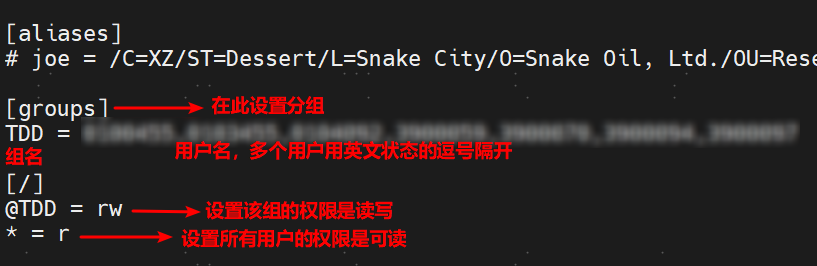 [aliases]
# joe = /C=XZ/ST=Dessert/L=Snake City/O=Snake Oil, Ltd./OU=Rese
[groups] 在此设置分组
TDD =
组名 用户名，多个用户用英文状态的逗号隔开
[/]
@TDD = rw 设置该组的权限是读写
* = r 设置所有用户的权限是可读